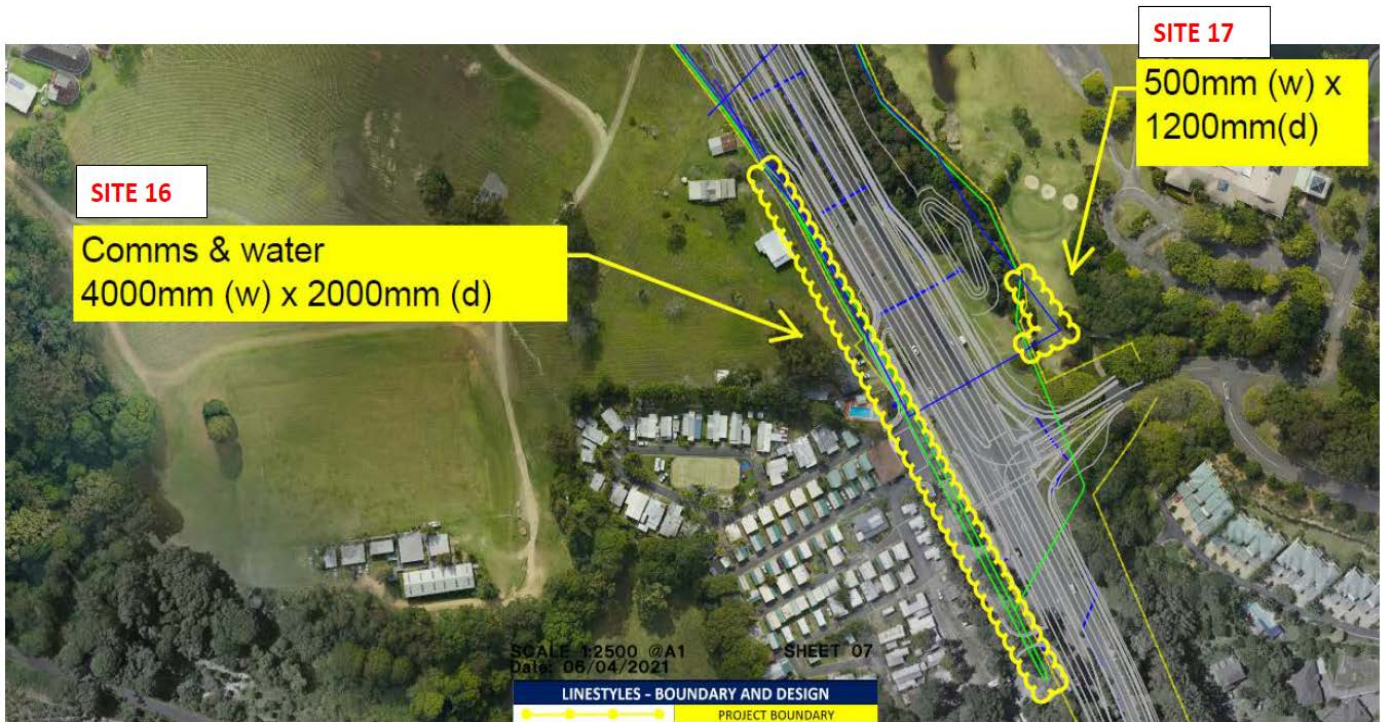 SITE 17
500mm (w) x
1200mm(d)
SITE 16
Comms & water
4000mm (w) x 2000mm (d)
SCALE 1:2500 @A1
SHEET 07
Date: 06/04/2021
LINESTYLES - BOUNDARY AND DESIGN
PROJECT BOUNDARY